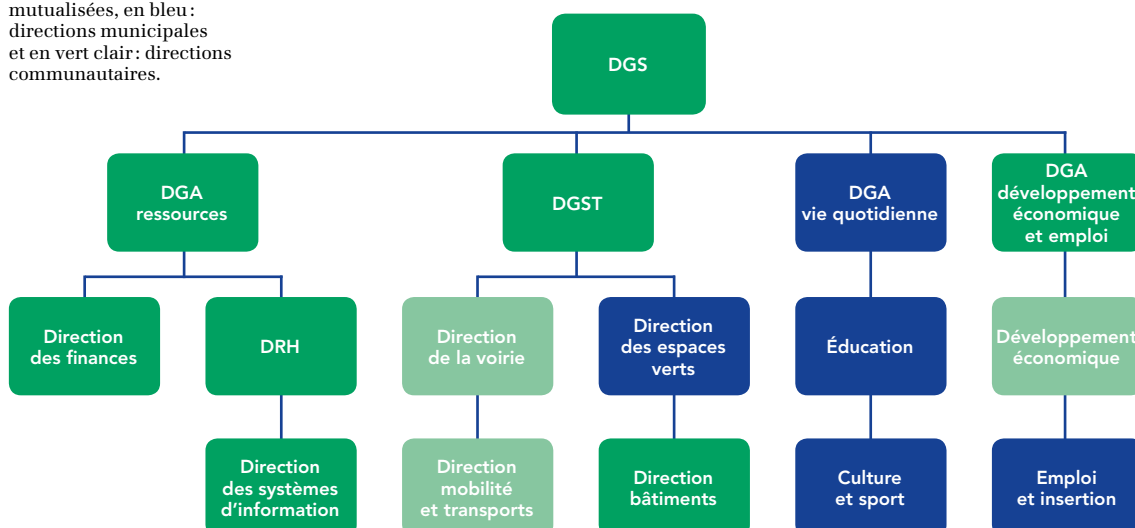 mutualisées, en bleu :
directions municipales
et en vert clair : directions
communautaires.
DGS
DGA
ressources
DGST
DGA
vie quotidienne
DGA
développement
économique
et emploi
Direction
des finances
DRH
Direction
de la voirie
Direction
des espaces
verts
Éducation
Développement
économique
Direction
des systèmes
d’information
Direction
mobilité
et transports
Direction
bâtiments
Culture
et sport
Emploi
et insertion